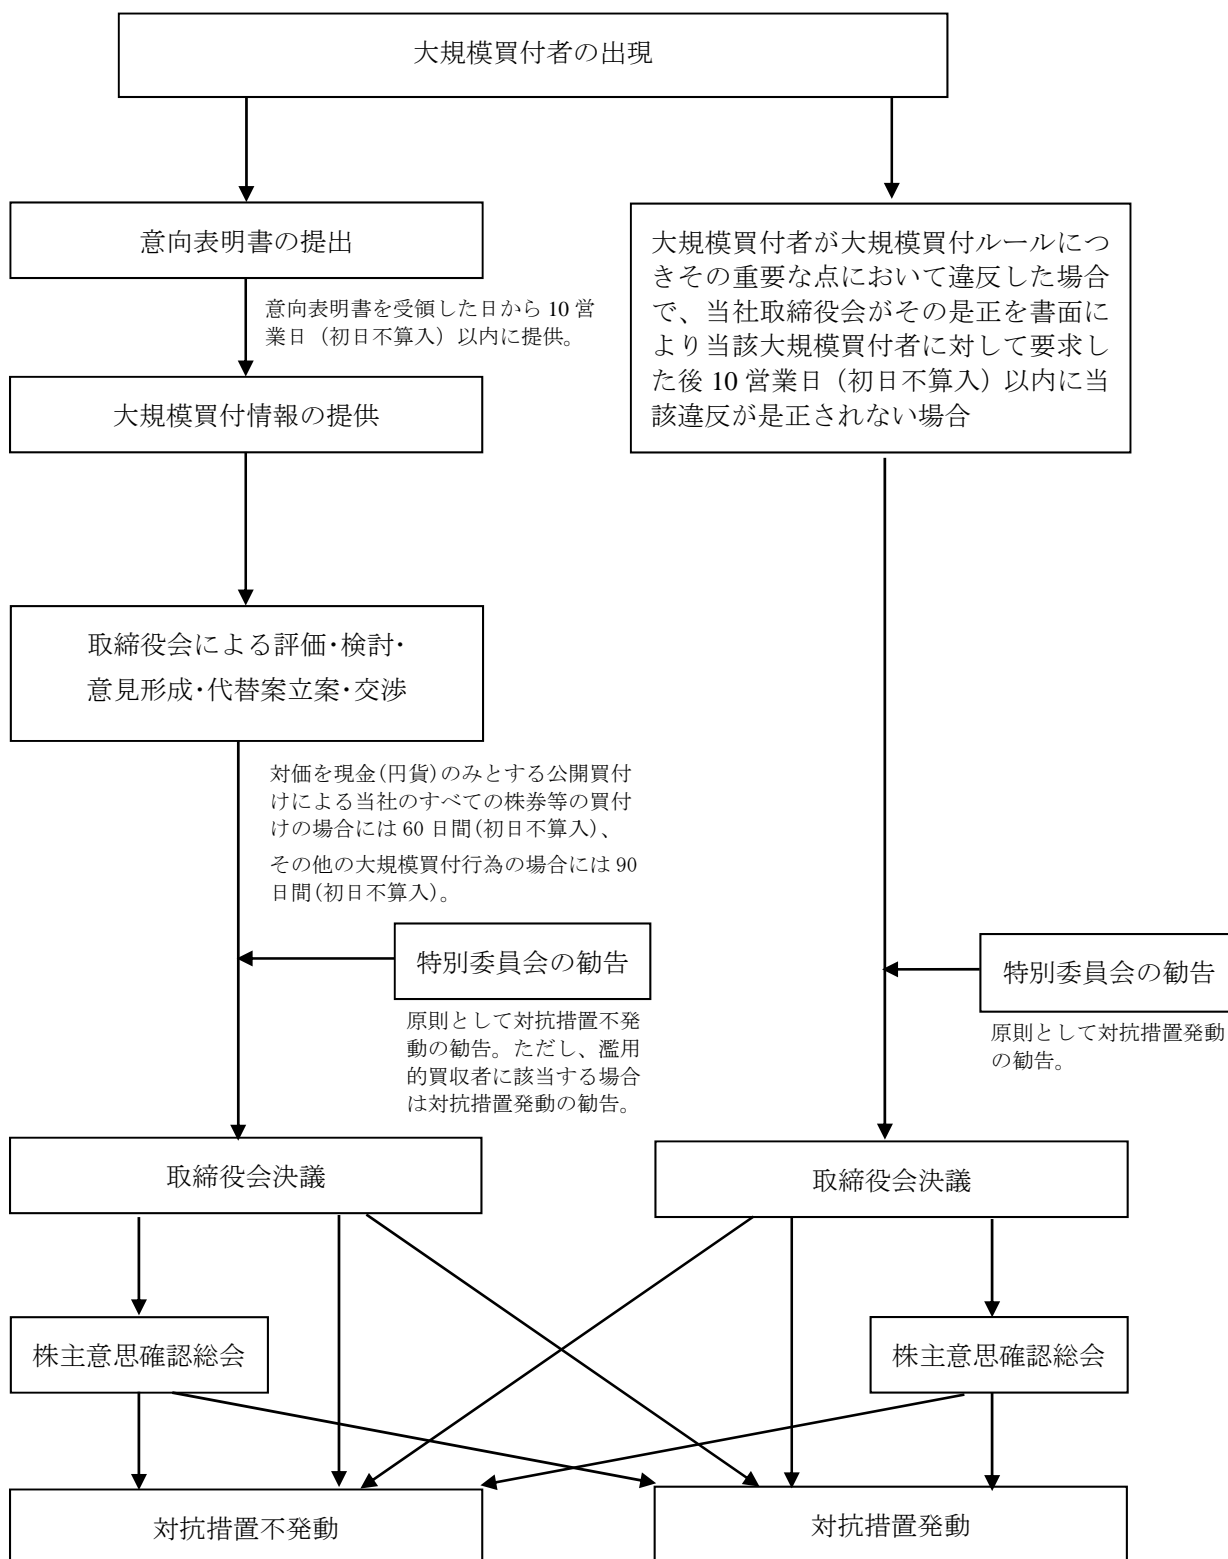 大規模買付者の出現
意向表明書の提出
意向表明書を受領した日から 10 営
業日（初日不算入）以内に提供。
大規模買付情報の提供
取締役会による評価・検討・
意見形成・代替案立案・交渉
対価を現金(円貨)のみとする公開買付
けによる当社のすべての株券等の買付
けの場合には 60 日間(初日不算入)、
その他の大規模買付行為の場合には 90
日間(初日不算入)。
特別委員会の勧告
原則として対抗措置不発
動の勧告。ただし、濫用
的買収者に該当する場合
は対抗措置発動の勧告。
取締役会決議
株主意思確認総会
対抗措置不発動
大規模買付者が大規模買付ルールにつ
きその重要な点において違反した場合
で、当社取締役会がその是正を書面に
より当該大規模買付者に対して要求し
た後 10 営業日（初日不算入）以内に当
該違反が是正されない場合
特別委員会の勧告
原則として対抗措置発動
の勧告。
取締役会決議
株主意思確認総会
対抗措置発動